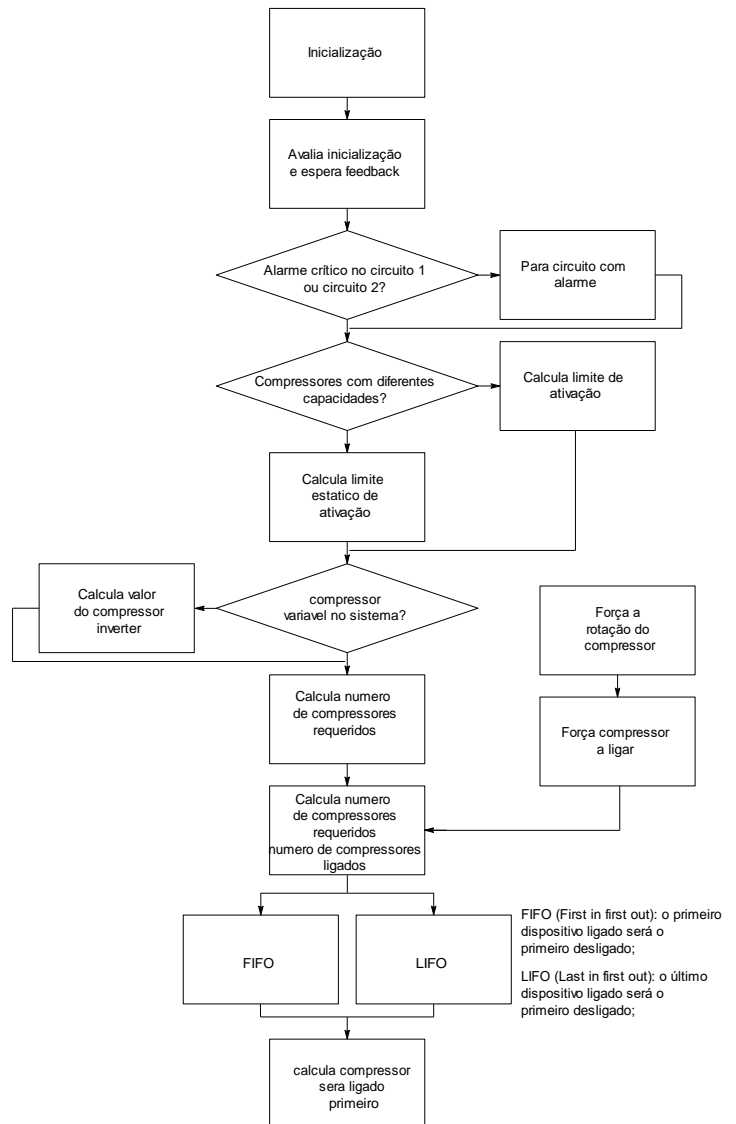 Inicialização
Avalia inicialização
e espera feedback
Alarme crítico no circuito 1
ou circuito 2?
Para circuito com
alarme
Compressores com diferentes
capacidades?
Calcula limite de
ativação
Calcula limite
estatico de
ativação
Calcula valor
do compressor
inverter
compressor
variavel no sistema?
Força a
rotação do
compressor
Calcula numero
de compressores
requeridos
Força compressor
a ligar
Calcula numero
de compressores
requeridos
numero de compressores
ligados
FIFO
LIFO
FIFO (First in first out): o primeiro
dispositivo ligado será o
primeiro desligado;
LIFO (Last in first out): o último
dispositivo ligado será o
primeiro desligado;
calcula compressor
sera ligado
primeiro